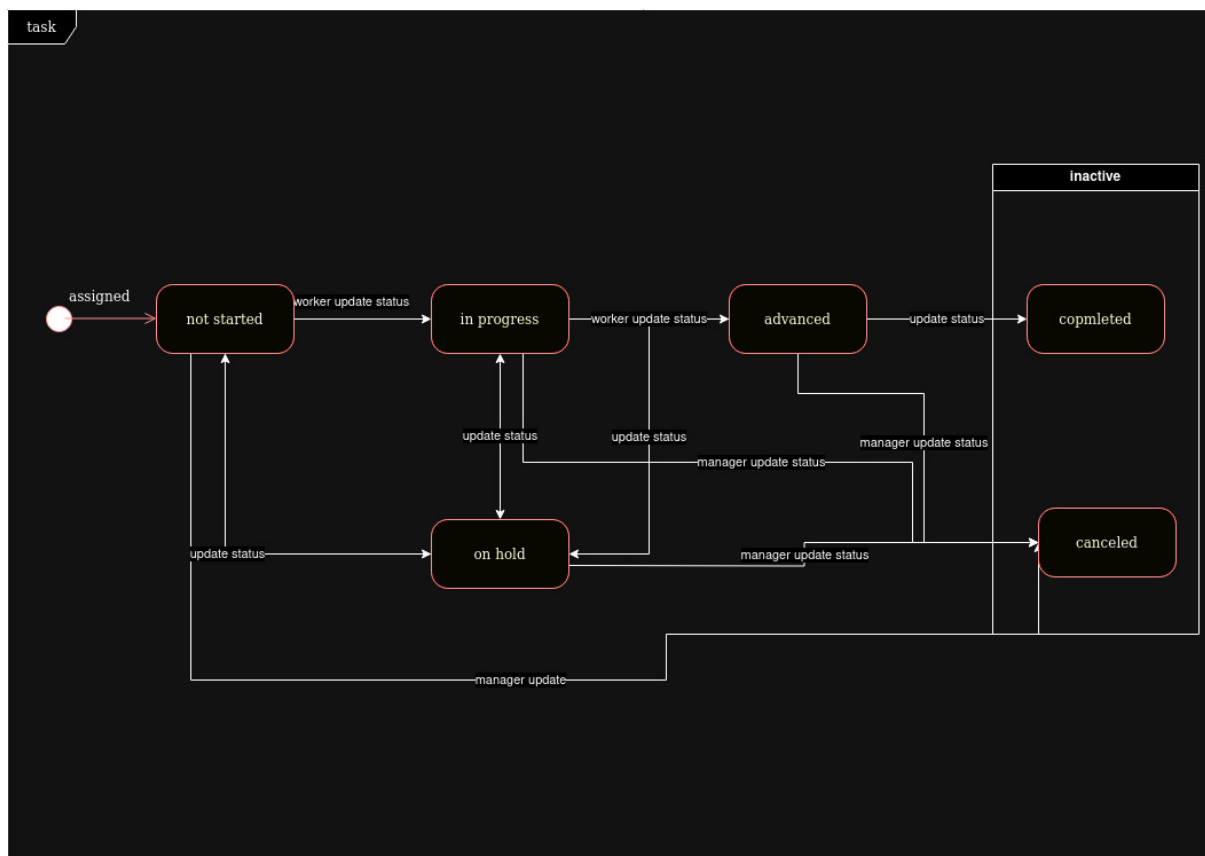 task
inactive
assigned
not started
worker update status
in progress
worker update status
advanced
update status
copmleted
update status
update status
manager update status
manager update status
update status
on hold
manager update status
canceled
manager update